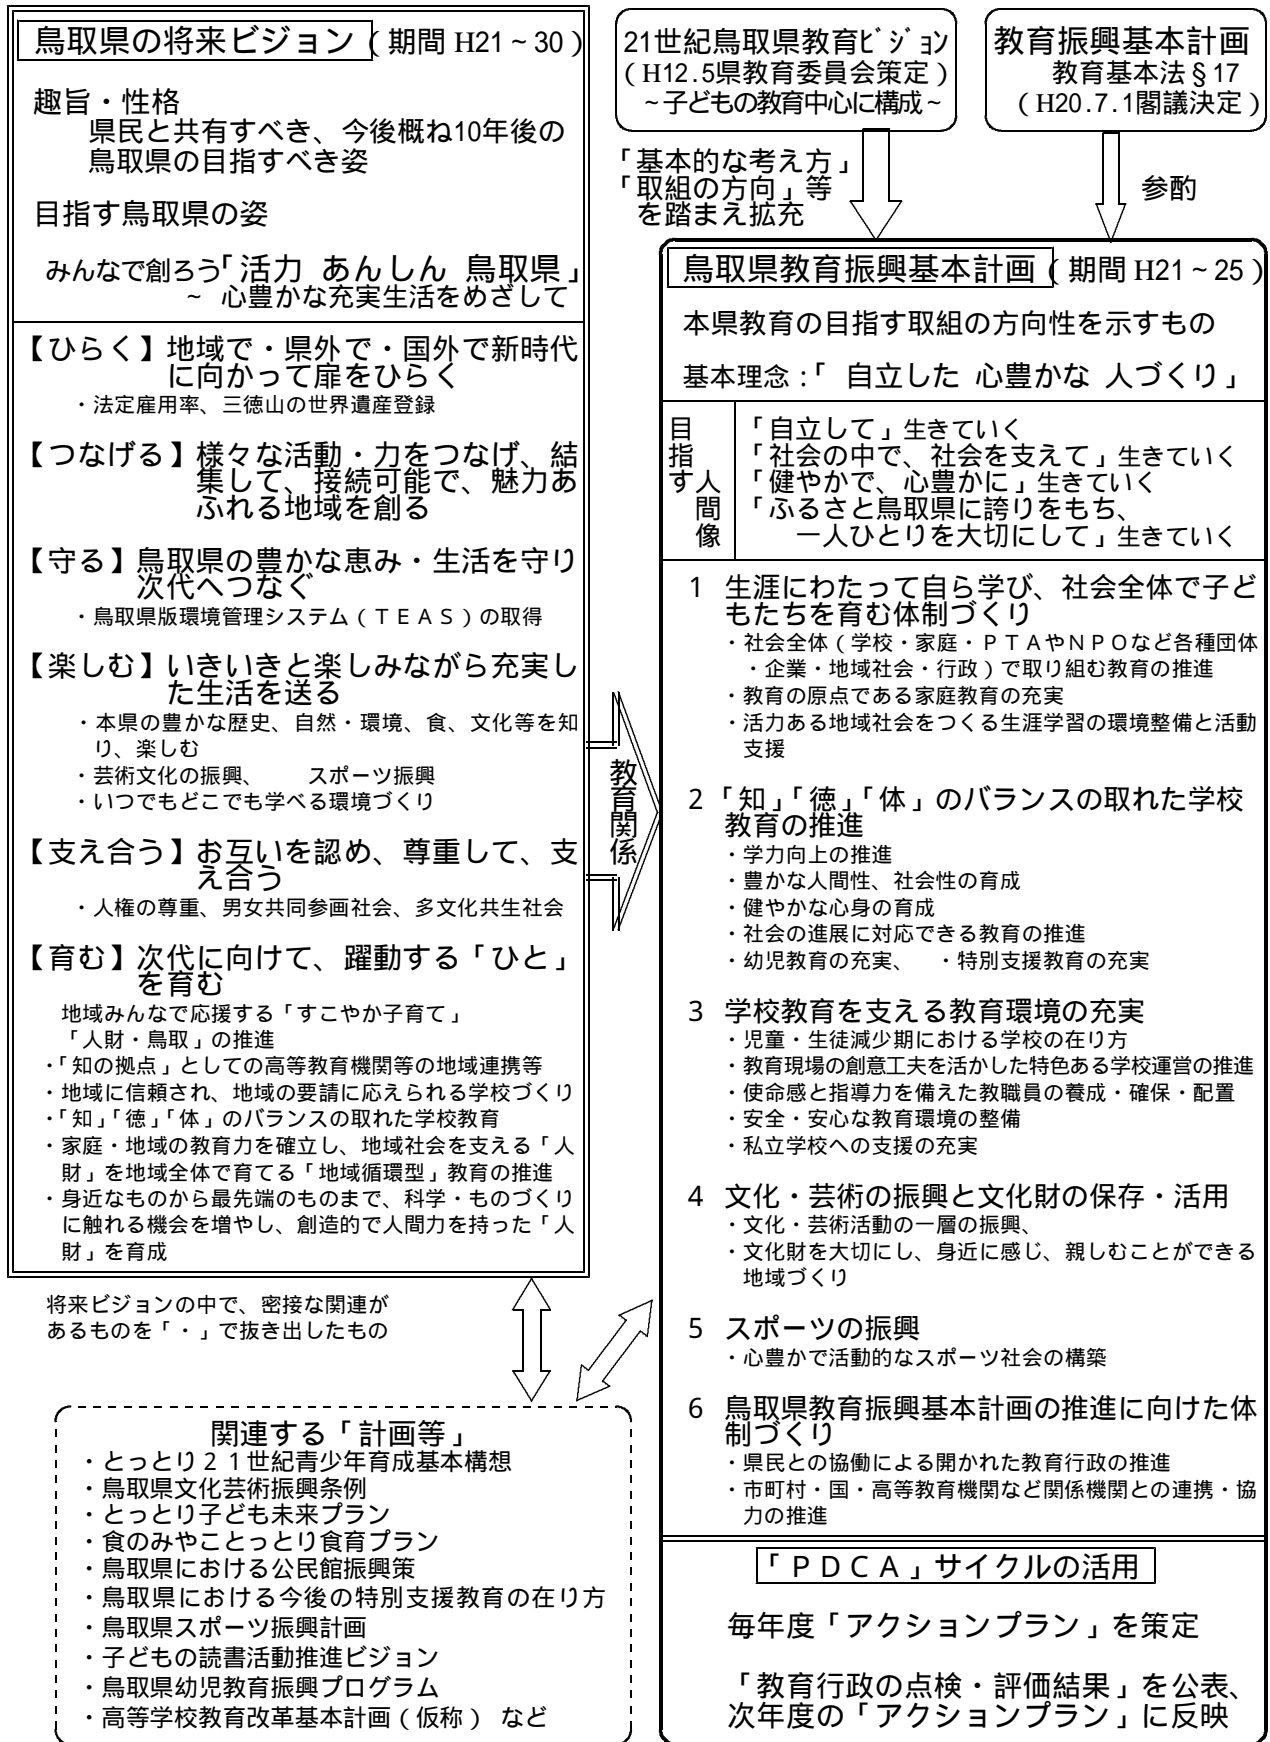 鳥取県の将来ビジョン(期間 H21~30)
趣旨・性格
県民と共有すべき、今後概ね10年後の
鳥取県の目指すべき姿
目指す鳥取県の姿
みんなで創ろう「活力 あんしん 鳥取県」
~ 心豊かな充実生活をめざして
【ひらく】地域で・県外で・国外で新時代
に向かって扉をひらく
・法定雇用率、三徳山の世界遺産登録
【つなげる】様々な活動・力をつなげ、結
集して、接続可能で、魅力あ
ふれる地域を創る
【守る】鳥取県の豊かな恵み・生活を守り
次代へつなぐ
・鳥取県版環境管理システム(TEAS)の取得
【楽しむ】いきいきと楽しみながら充実し
た生活を送る
・本県の豊かな歴史、自然・環境、食、文化等を知
り、楽しむ
・芸術文化の振興、 スポーツ振興
・いつでもどこでも学べる環境づくり
【支え合う】お互いを認め、尊重して、支
え合う
・人権の尊重、男女共同参画社会、多文化共生社会
【育む】次代に向けて、躍動する「ひと」
を育む
地域みんなで応援する「すこやか子育て」
「人財・鳥取」の推進
・「知の拠点」としての高等教育機関等の地域連携等
・地域に信頼され、地域の要請に応えられる学校づくり
・「知」「徳」「体」のバランスの取れた学校教育
・家庭・地域の教育力を確立し、地域社会を支える「人
財」を地域全体で育てる「地域循環型」教育の推進
・身近なものから最先端のものまで、科学・ものづくり
に触れる機会を増やし、創造的で人間力を持った「人
財」を育成
将来ビジョンの中で、密接な関連が
あるものを「・」で抜き出したもの
関連する「計画等」
・とっとり21世紀青少年育成基本構想
・鳥取県文化芸術振興条例
・とっとり子ども未来プラン
・食のみやことっとり食育プラン
・鳥取県における公民館振興策
・鳥取県における今後の特別支援教育の在り方
・鳥取県スポーツ振興計画
・子どもの読書活動推進ビジョン
・鳥取県幼児教育振興プログラム
・高等学校教育改革基本計画(仮称) など
教育関係
21世紀鳥取県教育ビジョン
(H12.5県教育委員会策定)
~子どもの教育中心に構成~
教育振興基本計画
教育基本法§17
(H20.7.1閣議決定)
「基本的な考え方」
「取組の方向」等
を踏まえ拡充
参酌
鳥取県教育振興基本計画(期間 H21~25)
本県教育の目指す取組の方向性を示すもの
基本理念:「 自立した 心豊かな 人づくり」
目指す
人間像
「自立して」生きていく
「社会の中で、社会を支えて」生きていく
「健やかで、心豊かに」生きていく
「ふるさと鳥取県に誇りをもち、
一人ひとりを大切にして」生きていく
1 生涯にわたって自ら学び、社会全体で子ど
もたちを育む体制づくり
・社会全体(学校・家庭・PTAやNPOなど各種団体
・企業・地域社会・行政)で取り組む教育の推進
・教育の原点である家庭教育の充実
・活力ある地域社会をつくる生涯学習の環境整備と活動
支援
2 「知」「徳」「体」のバランスの取れた学校
教育の推進
・学力向上の推進
・豊かな人間性、社会性の育成
・健やかな心身の育成
・社会の進展に対応できる教育の推進
・幼児教育の充実、 ・特別支援教育の充実
3 学校教育を支える教育環境の充実
・児童・生徒減少期における学校の在り方
・教育現場の創意工夫を活かした特色ある学校運営の推進
・使命感と指導力を備えた教職員の養成・確保・配置
・安全・安心な教育環境の整備
・私立学校への支援の充実
4 文化・芸術の振興と文化財の保存・活用
・文化・芸術活動の一層の振興、
・文化財を大切にし、身近に感じ、親しむことができる
地域づくり
5 スポーツの振興
・心豊かで活動的なスポーツ社会の構築
6 鳥取県教育振興基本計画の推進に向けた体
制づくり
・県民との協働による開かれた教育行政の推進
・市町村・国・高等教育機関など関係機関との連携・協
力の推進
「PDCA」サイクルの活用
毎年度「アクションプラン」を策定
「教育行政の点検・評価結果」を公表、
次年度の「アクションプラン」に反映